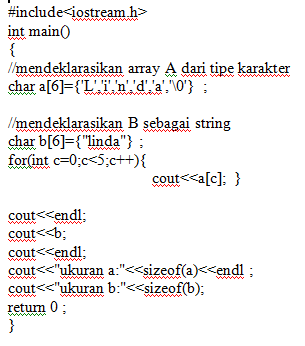 #include<iostream.h>
int main()
{
//mendeklarasikan array A dari tipe karakter
char a[6]={'L','i','n','d','a','\0'} ;
//mendeklarasikan B sebagai string
char b[6]={"linda"} ;
for(int c=0;c<5;c++){
cout<<a[c]; }
cout<<endl;
cout<<b;
cout<<endl;
cout<<"ukuran a:"<<sizeof(a)<<endl ;
cout<<"ukuran b:"<<sizeof(b);
return 0 ;
}